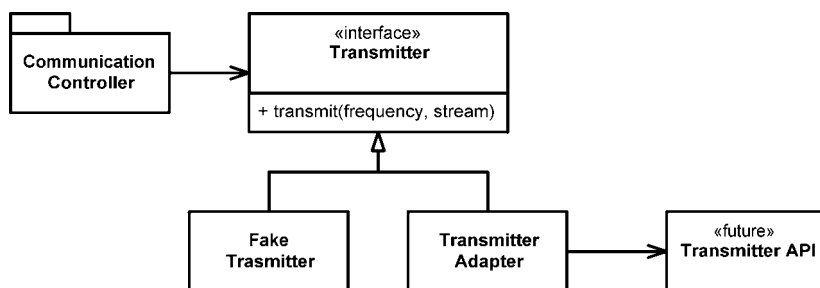 Communication
Controller
«interface»
Transmitter
+ transmit(frequency, stream)
Fake
Trasmitter
Transmitter
Adapter
«future»
Transmitter API